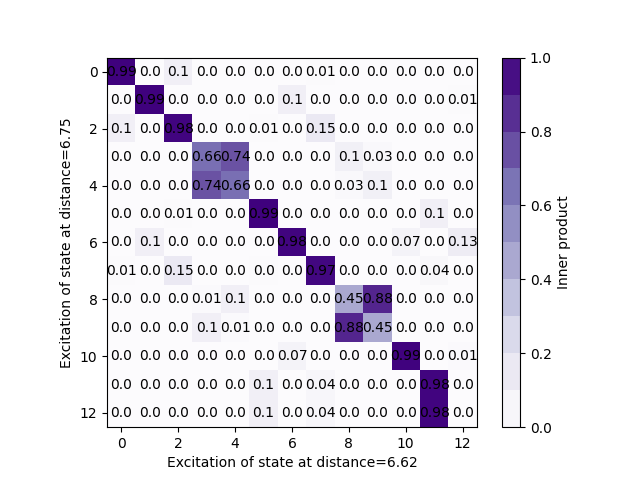 0 0.99 0.0 0.1 0.0 0.0 0.0 0.0 0.01 0.0 0.0 0.0 0.0 0.0
0.0 0.99 0.0 0.0 0.0 0.0 0.1 0.0 0.0 0.0 0.0 0.0 0.01
2 0.1 0.0 0.98 0.0 0.0 0.01 0.0 0.15 0.0 0.0 0.0 0.0 0.0
0.0 0.0 0.0 0.66 0.74 0.0 0.0 0.0 0.1 0.03 0.0 0.0 0.0
4 0.0 0.0 0.0 0.74 0.66 0.0 0.0 0.0 0.03 0.1 0.0 0.0 0.0
0.0 0.0 0.01 0.0 0.0 0.99 0.0 0.0 0.0 0.0 0.0 0.1 0.0
6 0.0 0.1 0.0 0.0 0.0 0.0 0.98 0.0 0.0 0.0 0.07 0.0 0.13
0.01 0.0 0.15 0.0 0.0 0.0 0.0 0.97 0.0 0.0 0.0 0.04 0.0
8 0.0 0.0 0.0 0.01 0.1 0.0 0.0 0.0 0.45 0.88 0.0 0.0 0.0
0.0 0.0 0.0 0.1 0.01 0.0 0.0 0.0 0.88 0.45 0.0 0.0 0.0
10 0.0 0.0 0.0 0.0 0.0 0.0 0.07 0.0 0.0 0.0 0.99 0.0 0.01
0.0 0.0 0.0 0.0 0.0 0.1 0.0 0.04 0.0 0.0 0.0 0.98 0.0
12 0.0 0.0 0.0 0.0 0.0 0.1 0.0 0.04 0.0 0.0 0.0 0.98 0.0
0 2 4 6 8 10 12
Excitation of state at distance=6.62
Excitation of state at distance=6.75
1.0
0.8
0.6
0.4
0.2
0.0
Inner product